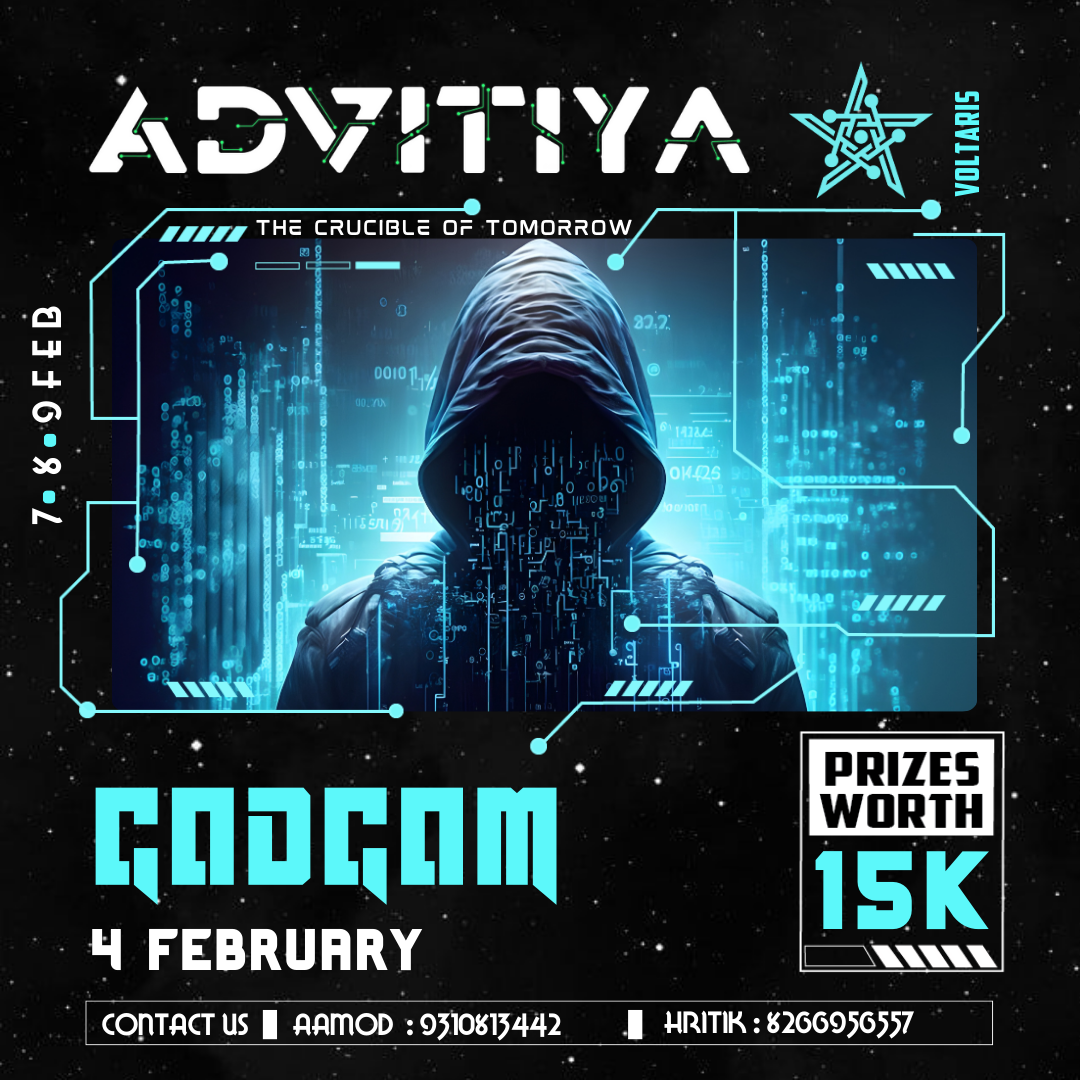 ADVITIYA
VOLTARIS
THE CRUCIBLE OF TOMORROW
7•8•9 FEB
GADGAM
4 FEBRUARY
PRIZES
WORTH
15K
CONTACT US
AAMOD : 9310813442
HRITIK : 8266956557